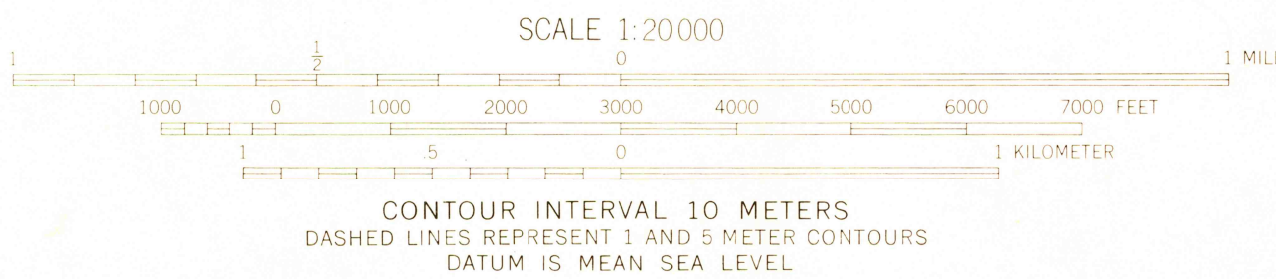 SCALE 1:20000
1 1/2 0 1
1000 0 1000 2000 3000 4000 5000 6000 7000 FEET
1 .5 0 1 KILOMETER
CONTOUR INTERVAL 10 METERS
DASHED LINES REPRESENT 1 AND 5 METER CONTOURS
DATUM IS MEAN SEA LEVEL